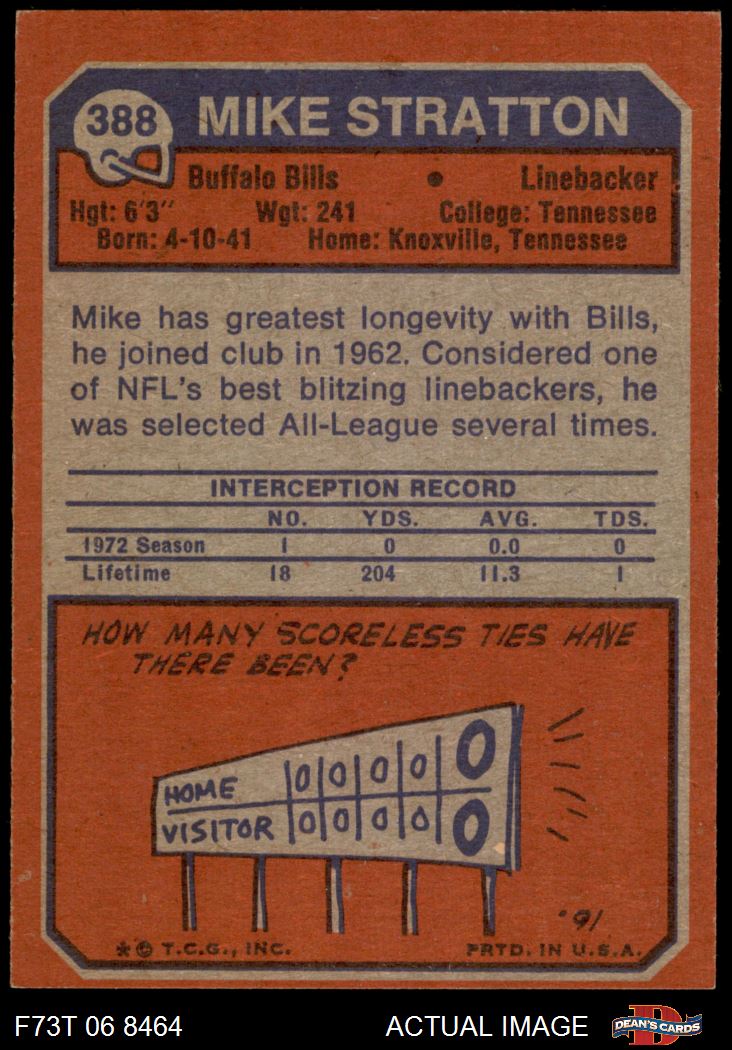 388 MIKE STRATTON
Buffalo Bills • Linebacker
Hgt: 6'3" Wgt: 241 College: Tennessee
Born: 4-10-41 Home: Knoxville, Tennessee
Mike has greatest longevity with Bills,
he joined club in 1962. Considered one
of NFL's best blitzing linebackers, he
was selected All-League several times.
INTERCEPTION RECORD
NO. YDS. AVG. TDS.
1972 Season 1 0 0.0 0
Lifetime 18 204 11.3 1
HOW MANY SCORELESS TIES HAVE
THERE BEEN?
HOME 0 0 0 0 0
VISITOR 0 0 0 0 0
'91
*© T.C.G., INC. PRTD. IN U.S.A.
F73T 06 8464 ACTUAL IMAGE D DEAN'S CARDS